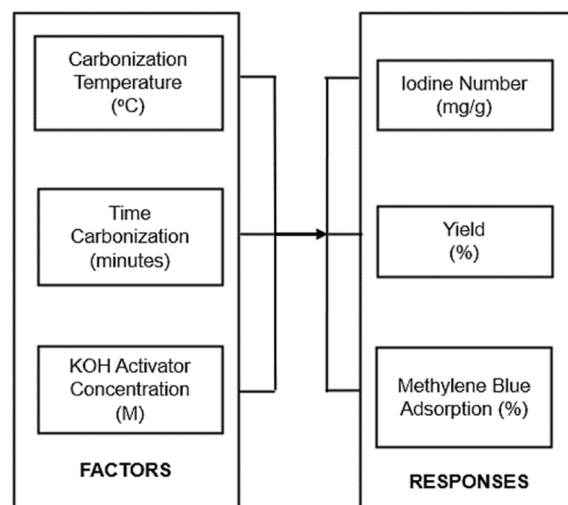 Carbonization
Temperature
(ºC)
Time
Carbonization
(minutes)
KOH Activator
Concentration
(M)
FACTORS
Iodine Number
(mg/g)
Yield
(%)
Methylene Blue
Adsorption (%)
RESPONSES